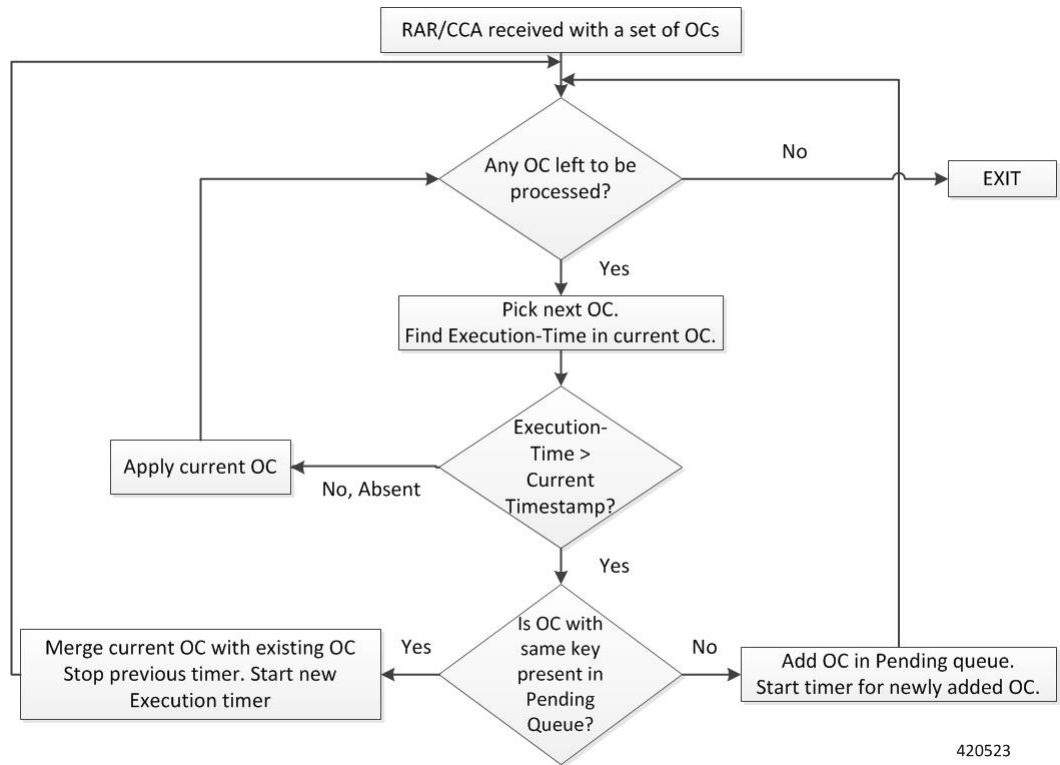 RAR/CCA received with a set of OCs
Any OC left to be
processed?
No
EXIT
Yes
Pick next OC.
Find Execution-Time in current OC.
Execution-
Time >
Current
Timestamp?
Apply current OC
No, Absent
Yes
Is OC with
same key
present in
Pending
Queue?
Yes
Merge current OC with existing OC
Stop previous timer. Start new
Execution timer
No
Add OC in Pending queue.
Start timer for newly added OC.
420523